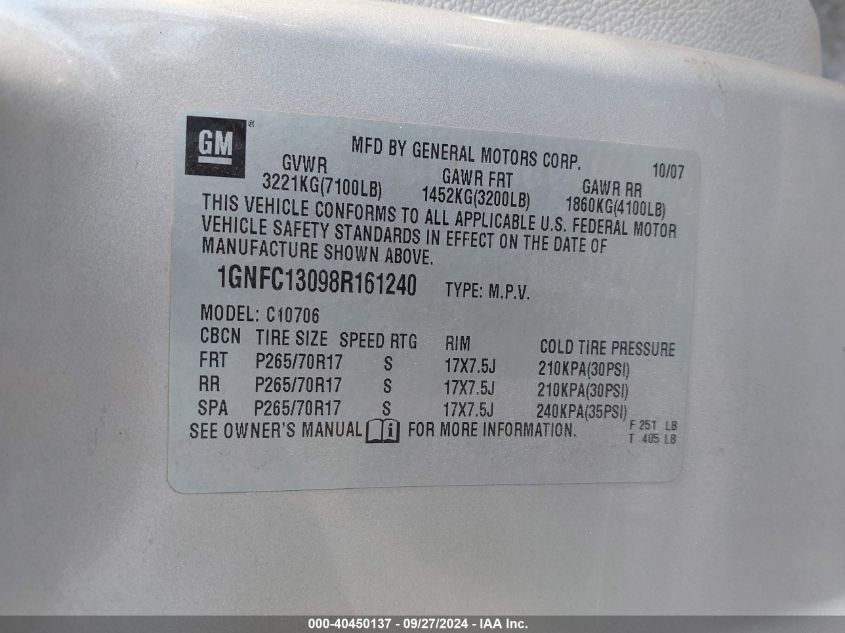 GM ®
MFD BY GENERAL MOTORS CORP. 10/07
GVWR GAWR FRT GAWR RR
3221KG(7100LB) 1452KG(3200LB) 1860KG(4100LB)
THIS VEHICLE CONFORMS TO ALL APPLICABLE U.S. FEDERAL MOTOR
VEHICLE SAFETY STANDARDS IN EFFECT ON THE DATE OF
MANUFACTURE SHOWN ABOVE.
1GNFC13098R161240 TYPE: M.P.V.
MODEL: C10706
CBCN TIRE SIZE SPEED RTG RIM COLD TIRE PRESSURE
FRT P265/70R17 S 17X7.5J 210KPA(30PSI)
RR P265/70R17 S 17X7.5J 210KPA(30PSI)
SPA P265/70R17 S 17X7.5J 240KPA(35PSI)
SEE OWNER'S MANUAL i FOR MORE INFORMATION.
F 251 LB
T 405 LB
000-40450137 - 09/27/2024 - IAA Inc.